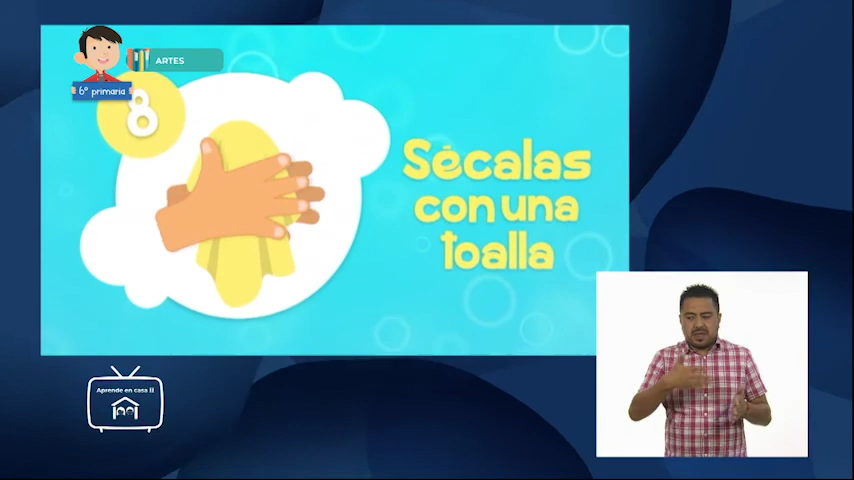 ARTES
6° primaria
8
Sécalas
con una
toalla
Aprende en casa II